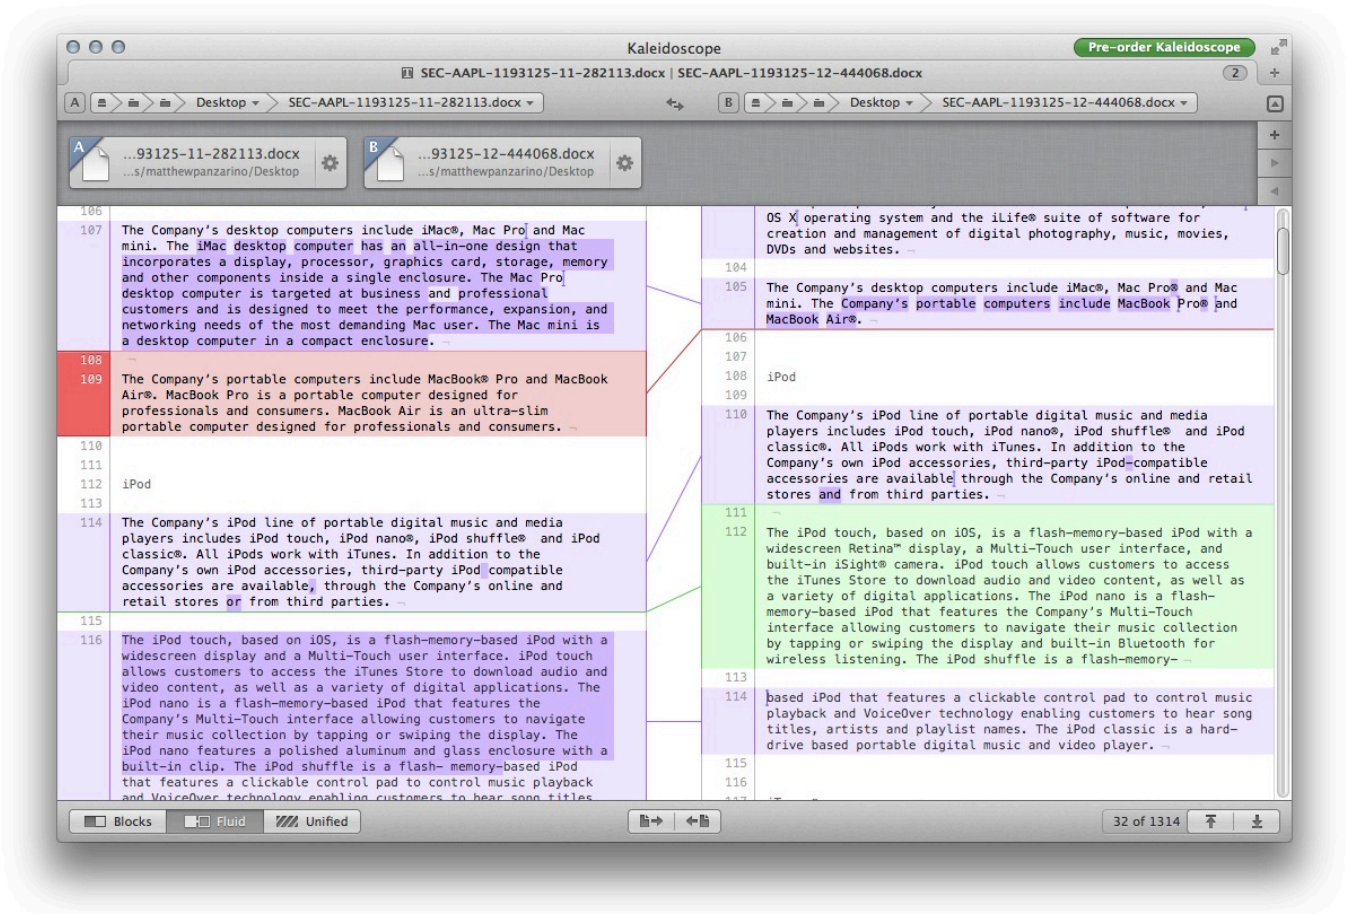 Kaleidoscope
Pre-order Kaleidoscope
SEC-AAPL-1193125-11-282113.docx | SEC-AAPL-1193125-12-444068.docx
2
A
Desktop
SEC-AAPL-1193125-11-282113.docx
B
Desktop
SEC-AAPL-1193125-12-444068.docx
A
...93125-11-282113.docx
...s/matthewpanzarino/Desktop
B
...93125-12-444068.docx
...s/matthewpanzarino/Desktop
106
107
The Company's desktop computers include iMac®, Mac Pro and Mac
mini. The iMac desktop computer has an all-in-one design that
incorporates a display, processor, graphics card, storage, memory
and other components inside a single enclosure. The Mac Pro
desktop computer is targeted at business and professional
customers and is designed to meet the performance, expansion, and
networking needs of the most demanding Mac user. The Mac mini is
a desktop computer in a compact enclosure.
108
109
The Company's portable computers include MacBook® Pro and MacBook
Air®. MacBook Pro is a portable computer designed for
professionals and consumers. MacBook Air is an ultra-slim
portable computer designed for professionals and consumers.
110
111
112
iPod
113
114
The Company's iPod line of portable digital music and media
players includes iPod touch, iPod nano®, iPod shuffle® and iPod
classic®. All iPods work with iTunes. In addition to the
Company's own iPod accessories, third-party iPod compatible
accessories are available, through the Company's online and
retail stores or from third parties.
115
116
The iPod touch, based on iOS, is a flash-memory-based iPod with a
widescreen display and a Multi-Touch user interface. iPod touch
allows customers to access the iTunes Store to download audio and
video content, as well as a variety of digital applications. The
iPod nano is a flash-memory-based iPod that features the
Company's Multi-Touch interface allowing customers to navigate
their music collection by tapping or swiping the display. The
iPod nano features a polished aluminum and glass enclosure with a
built-in clip. The iPod shuffle is a flash- memory-based iPod
that features a clickable control pad to control music playback
and VoiceOver technology enabling customers to hear song titles
OS X operating system and the iLife® suite of software for
creation and management of digital photography, music, movies,
DVDs and websites.
104
105
The Company's desktop computers include iMac®, Mac Pro® and Mac
mini. The Company's portable computers include MacBook Pro® and
MacBook Air®.
106
107
108
iPod
109
110
The Company's iPod line of portable digital music and media
players includes iPod touch, iPod nano®, iPod shuffle® and iPod
classic®. All iPods work with iTunes. In addition to the
Company's own iPod accessories, third-party iPod-compatible
accessories are available through the Company's online and retail
stores and from third parties.
111
112
The iPod touch, based on iOS, is a flash-memory-based iPod with a
widescreen Retina™ display, a Multi-Touch user interface, and
built-in iSight® camera. iPod touch allows customers to access
the iTunes Store to download audio and video content, as well as
a variety of digital applications. The iPod nano is a flash-
memory-based iPod that features the Company's Multi-Touch
interface allowing customers to navigate their music collection
by tapping or swiping the display and built-in Bluetooth for
wireless listening. The iPod shuffle is a flash-memory-
113
114
based iPod that features a clickable control pad to control music
playback and VoiceOver technology enabling customers to hear song
titles, artists and playlist names. The iPod classic is a hard-
drive based portable digital music and video player.
115
116
Blocks
Fluid
Unified
32 of 1314